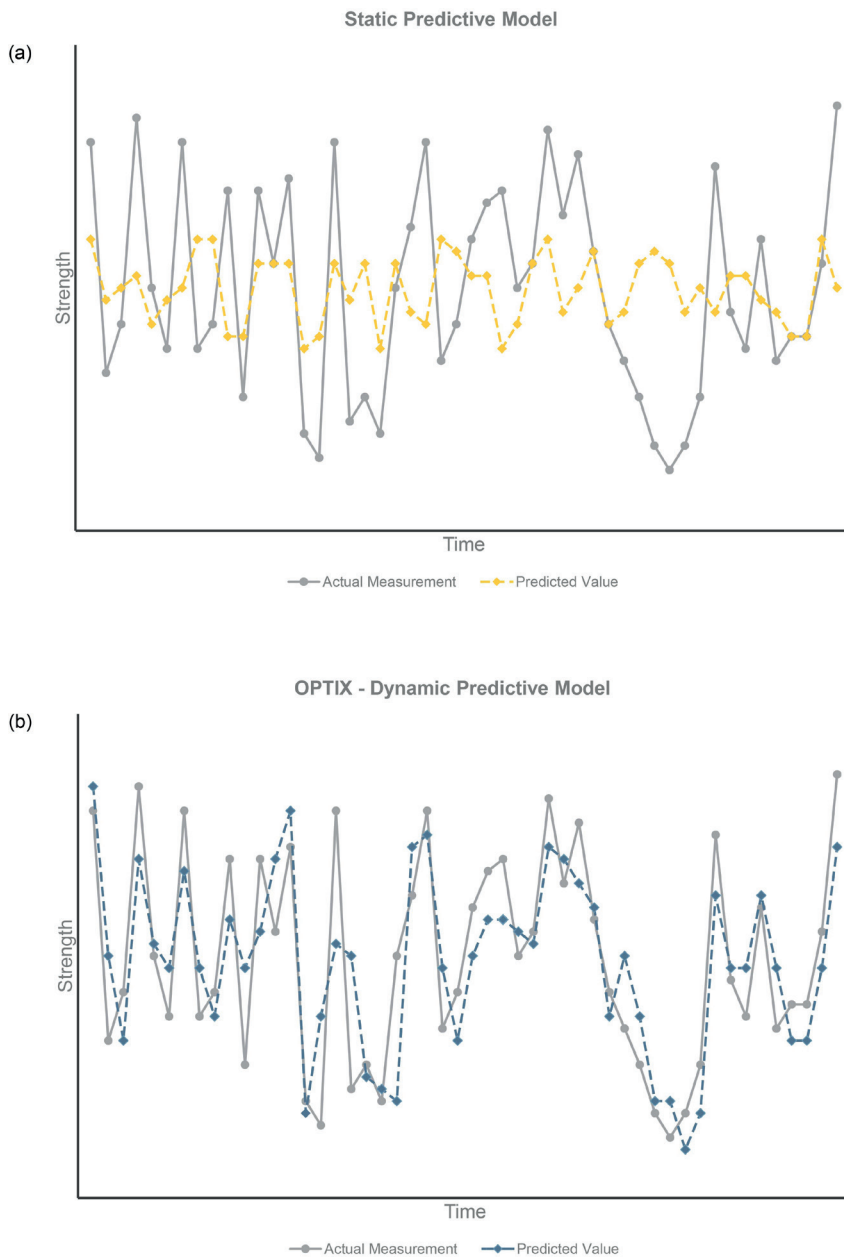 Static Predictive Model
(a)
Strength
Time
Actual Measurement Predicted Value
OPTIX - Dynamic Predictive Model
(b)
Strength
Time
Actual Measurement Predicted Value